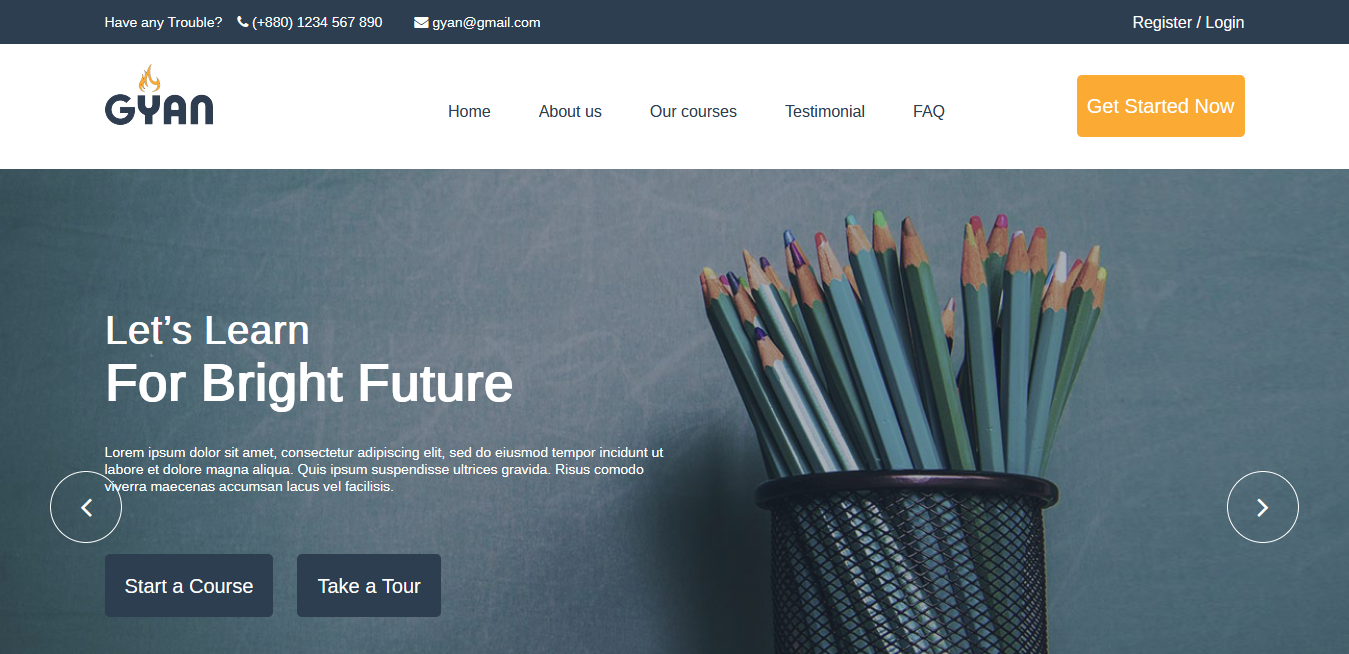 Have any Trouble? (+880) 1234 567 890 gyan@gmail.com Register / Login
GYAN
Home About us Our courses Testimonial FAQ
Get Started Now
Let’s Learn
For Bright Future
Lorem ipsum dolor sit amet, consectetur adipiscing elit, sed do eiusmod tempor incidunt ut
labore et dolore magna aliqua. Quis ipsum suspendisse ultrices gravida. Risus comodo
viverra maecenas accumsan lacus vel facilisis.
Start a Course Take a Tour